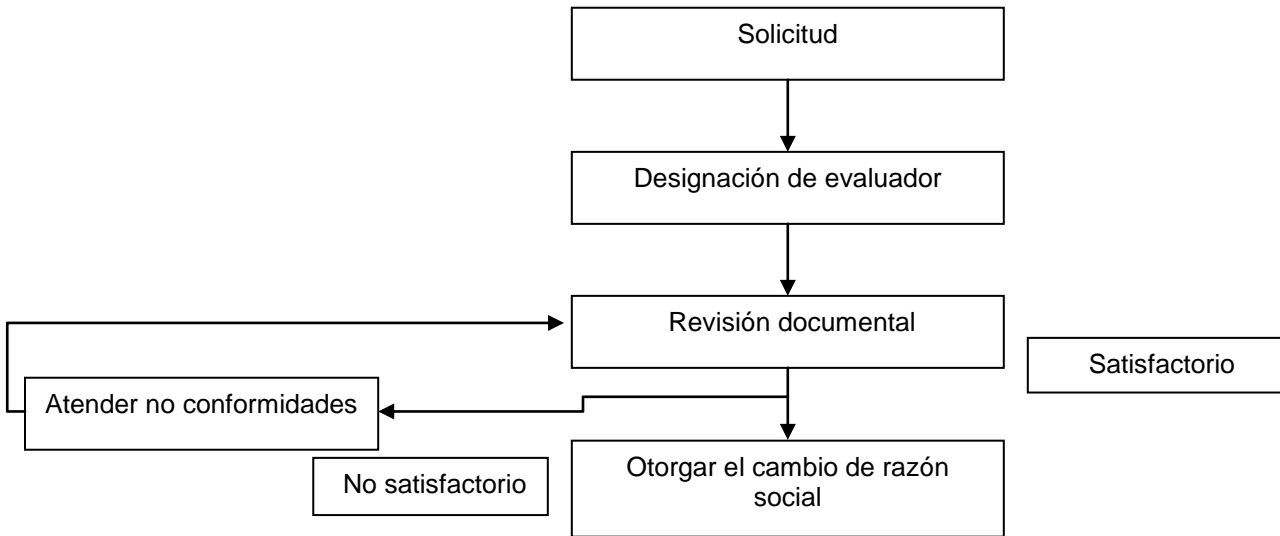 Solicitud
Designación de evaluador
Revisión documental
Satisfactorio
Atender no conformidades
No satisfactorio
Otorgar el cambio de razón
social